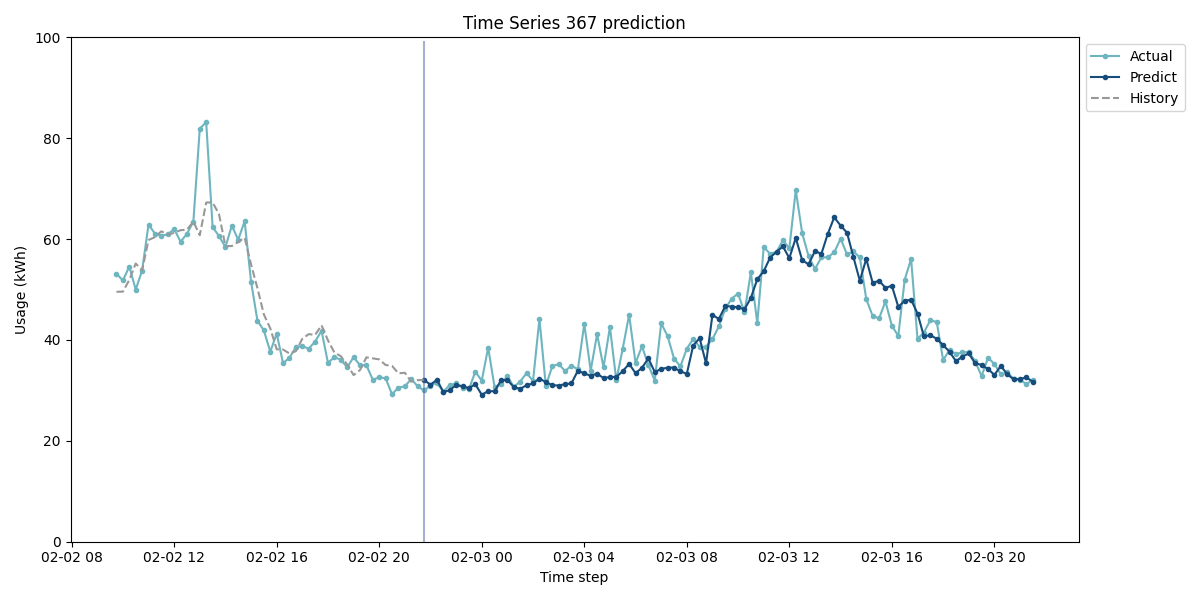 Time Series 367 prediction
100
80
60
40
20
0
Usage (kWh)
02-02 08
02-02 12
02-02 16
02-02 20
02-03 00
02-03 04
02-03 08
02-03 12
02-03 16
02-03 20
Time step
Actual
Predict
History